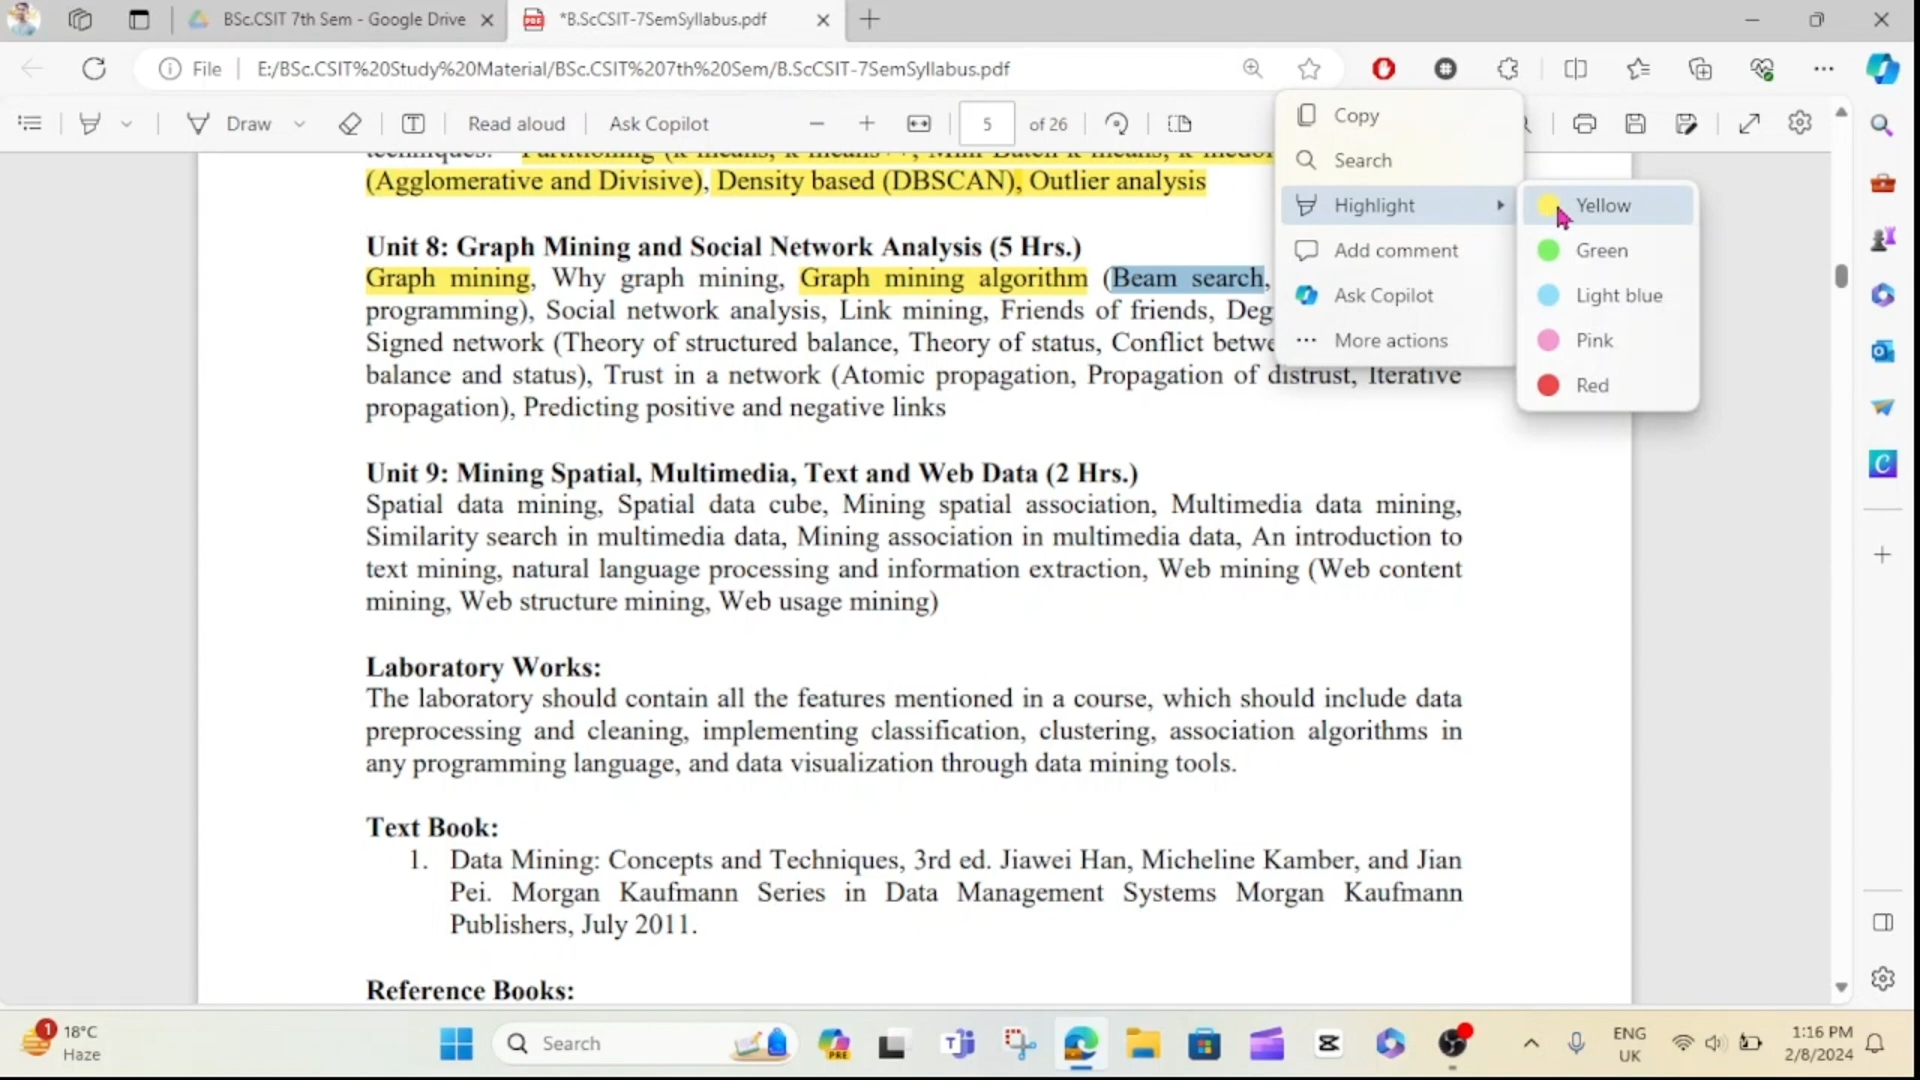 BSc.CSIT 7th Sem - Google Drive
*B.ScCSIT-7SemSyllabus.pdf
File
E:/BSc.CSIT%20Study%20Material/BSc.CSIT%207th%20Sem/B.ScCSIT-7SemSyllabus.pdf
Draw
Read aloud
Ask Copilot
5
of 26
Copy
Search
Highlight
Add comment
Ask Copilot
More actions
Yellow
Green
Light blue
Pink
Red
techniques: Partitioning (k-means, k-means++, Mini-Batch k-means, k-medoi
(Agglomerative and Divisive), Density based (DBSCAN), Outlier analysis
Unit 8: Graph Mining and Social Network Analysis (5 Hrs.)
Graph mining, Why graph mining, Graph mining algorithm (Beam search,
programming), Social network analysis, Link mining, Friends of friends, Deg
Signed network (Theory of structured balance, Theory of status, Conflict betwe
balance and status), Trust in a network (Atomic propagation, Propagation of distrust, Iterative
propagation), Predicting positive and negative links
Unit 9: Mining Spatial, Multimedia, Text and Web Data (2 Hrs.)
Spatial data mining, Spatial data cube, Mining spatial association, Multimedia data mining,
Similarity search in multimedia data, Mining association in multimedia data, An introduction to
text mining, natural language processing and information extraction, Web mining (Web content
mining, Web structure mining, Web usage mining)
Laboratory Works:
The laboratory should contain all the features mentioned in a course, which should include data
preprocessing and cleaning, implementing classification, clustering, association algorithms in
any programming language, and data visualization through data mining tools.
Text Book:
1. Data Mining: Concepts and Techniques, 3rd ed. Jiawei Han, Micheline Kamber, and Jian
Pei. Morgan Kaufmann Series in Data Management Systems Morgan Kaufmann
Publishers, July 2011.
Reference Books:
1
18°C
Haze
Search
PRE
ENG
UK
1:16 PM
2/8/2024